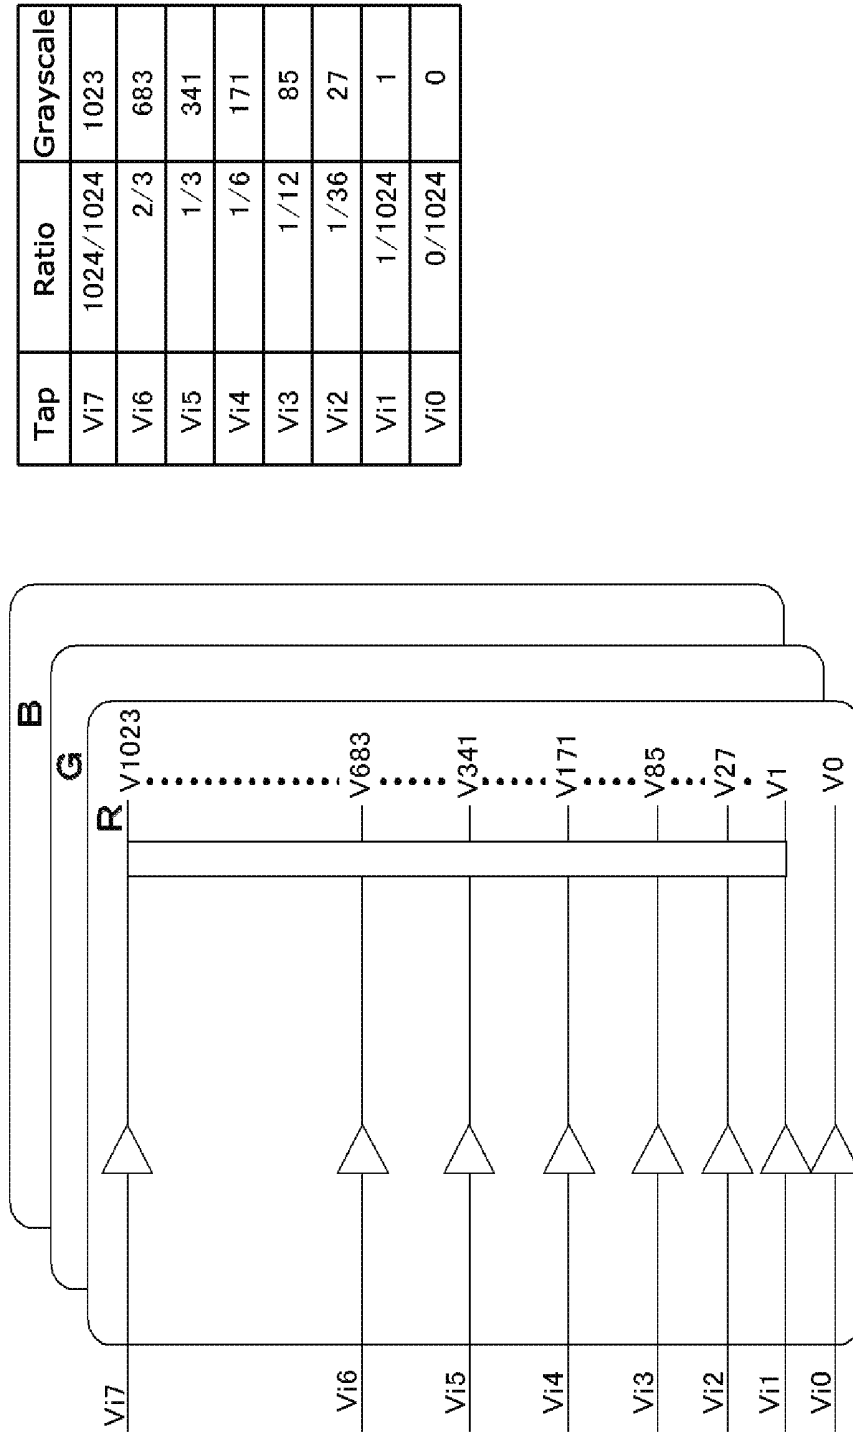 Tap Ratio Grayscale
Vi7 1024/1024 1023
Vi6 2/3 683
Vi5 1/3 341
Vi4 1/6 171
Vi3 1/12 85
Vi2 1/36 27
Vi1 1/1024 1
Vi0 0/1024 0
B
G
R
Vi7 V1023
Vi6 V683
Vi5 V341
Vi4 V171
Vi3 V85
Vi2 V27
Vi1 V1
Vi0 V0